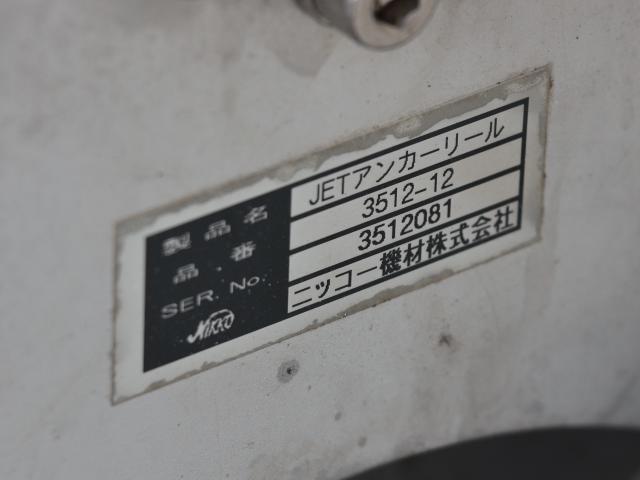 製品名 JETアンカーリール
品番 3512-12
SER. No. 3512081
NIKKO ニッコー機材株式会社